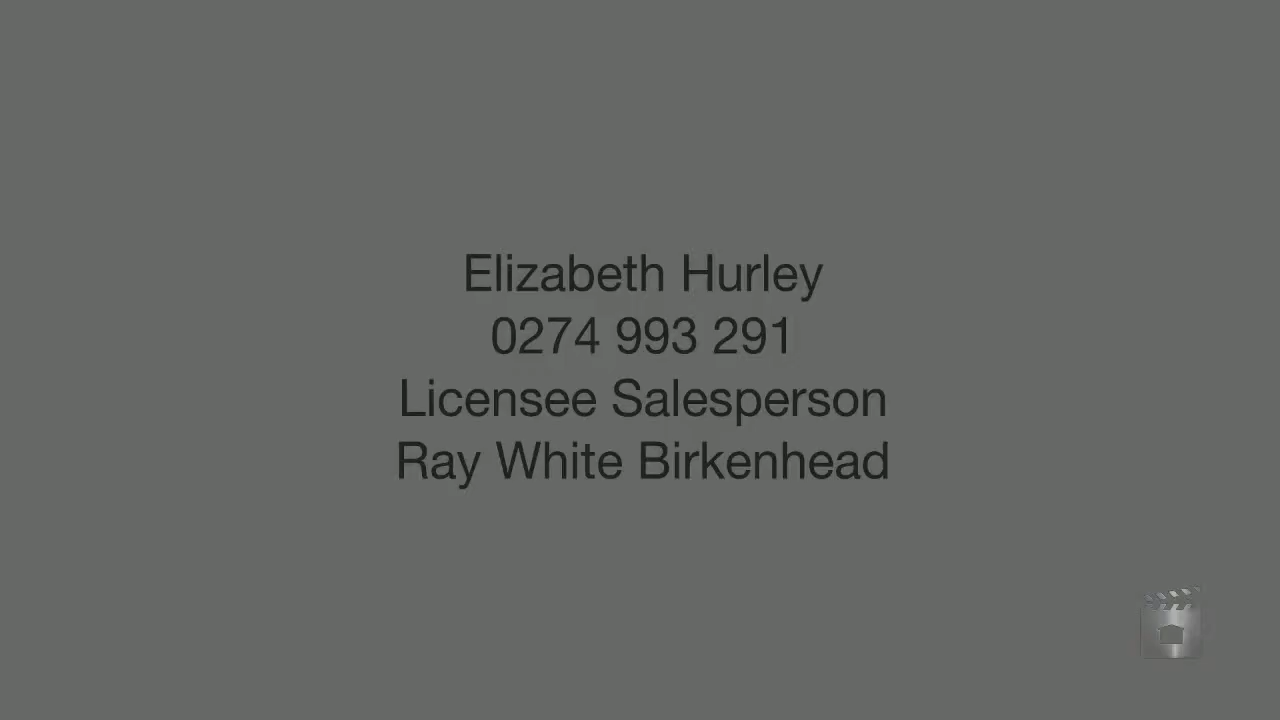 Elizabeth Hurley
0274 993 291
Licensee Salesperson
Ray White Birkenhead